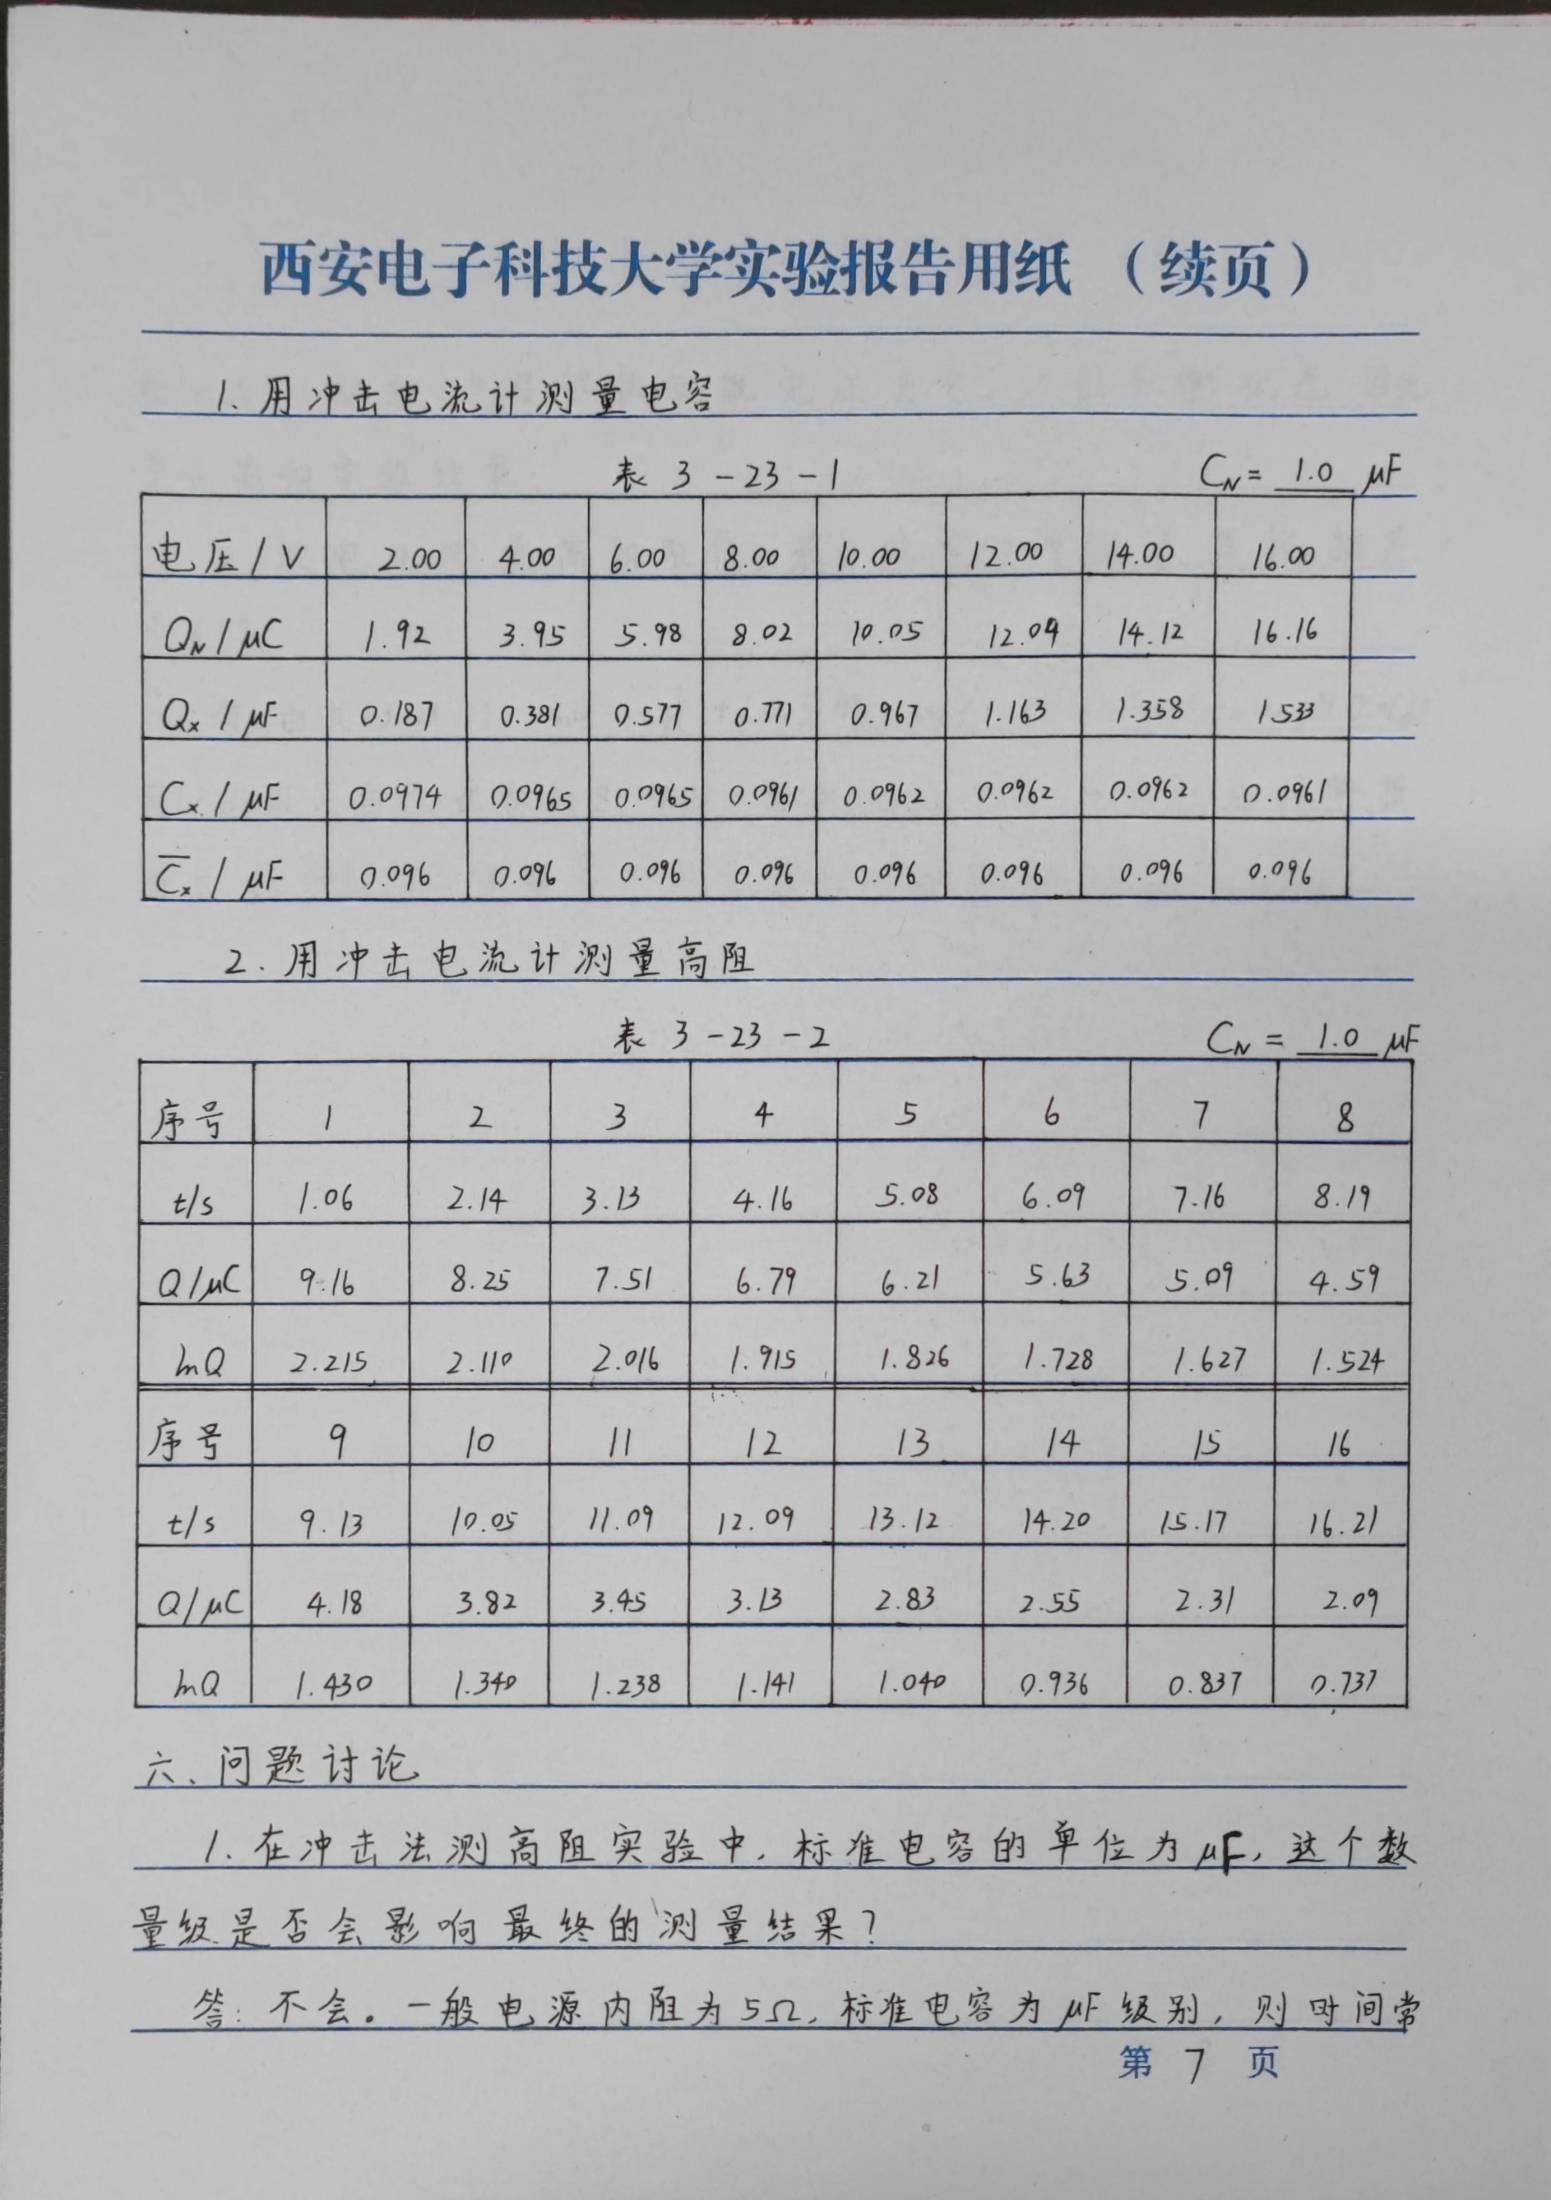 西安电子科技大学实验报告用纸 （续页）
1. 用冲击电流计测量电容
表 3-23-1 C_N = 1.0 μF
电压/V 2.00 4.00 6.00 8.00 10.00 12.00 14.00 16.00
Q_N/μC 1.92 3.95 5.98 8.02 10.05 12.09 14.12 16.16
Q_x/μF 0.187 0.381 0.577 0.771 0.967 1.163 1.358 1.533
C_x/μF 0.0974 0.0965 0.0965 0.0961 0.0962 0.0962 0.0962 0.0961
C̅_x/μF 0.096 0.096 0.096 0.096 0.096 0.096 0.096 0.096
2. 用冲击电流计测量高阻
表 3-23-2 C_N = 1.0 μF
序号 1 2 3 4 5 6 7 8
t/s 1.06 2.14 3.13 4.16 5.08 6.09 7.16 8.19
Q/μC 9.16 8.25 7.51 6.79 6.21 5.63 5.09 4.59
lnQ 2.215 2.110 2.016 1.915 1.826 1.728 1.627 1.524
序号 9 10 11 12 13 14 15 16
t/s 9.13 10.05 11.09 12.09 13.12 14.20 15.17 16.21
Q/μC 4.18 3.82 3.45 3.13 2.83 2.55 2.31 2.09
lnQ 1.430 1.340 1.238 1.141 1.040 0.936 0.837 0.737
六、问题讨论
1. 在冲击法测高阻实验中，标准电容的单位为μF，这个数
量级是否会影响最终的测量结果？
答：不会。一般电源内阻为5Ω，标准电容为μF级别，则时间常
第 7 页